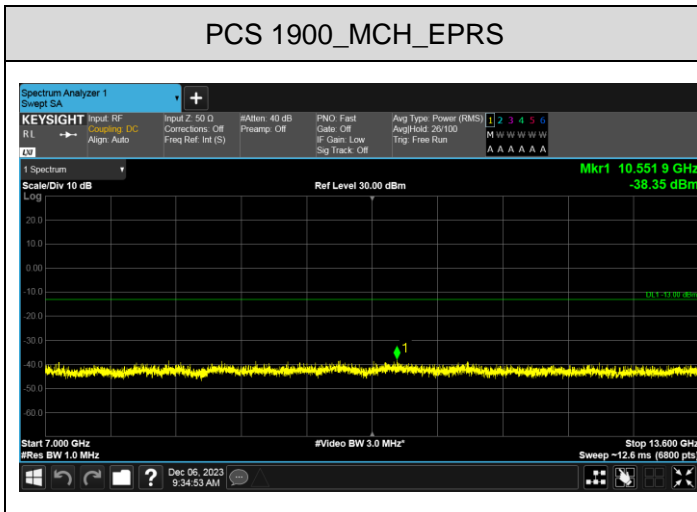 PCS 1900_MCH_EPRS
Spectrum Analyzer 1
Swept SA
+
KEYSIGHT Input: RF Input Z: 50 Ω #Atten: 40 dB PNO: Fast Avg Type: Power (RMS) 1 2 3 4 5 6
RL Coupling: DC Corrections: Off Preamp: Off Gate: Off Avg|Hold: 26/100 M W W W W W
Align: Auto Freq Ref: Int (S) IF Gain: Low Trig: Free Run
LXI Sig Track: Off A A A A A A
1 Spectrum Mkr1 10.551 9 GHz
Scale/Div 10 dB Ref Level 30.00 dBm -38.35 dBm
Log
20.0
10.0
0.00
-10.0 DL1 -13.00 dBm
-20.0
-30.0
1
-40.0
-50.0
-60.0
Start 7.000 GHz #Video BW 3.0 MHz* Stop 13.600 GHz
#Res BW 1.0 MHz Sweep ~12.6 ms (6800 pts)
? Dec 06, 2023
9:34:53 AM